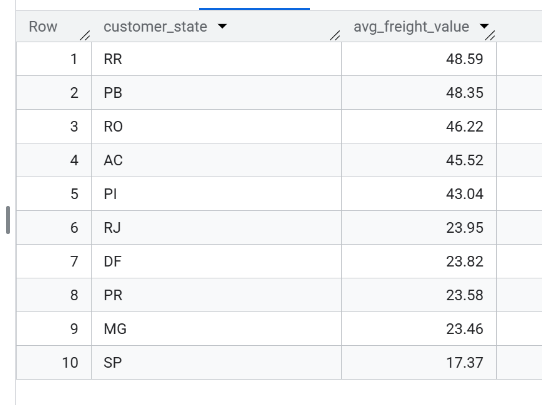 Row customer_state avg_freight_value
1 RR 48.59
2 PB 48.35
3 RO 46.22
4 AC 45.52
5 PI 43.04
6 RJ 23.95
7 DF 23.82
8 PR 23.58
9 MG 23.46
10 SP 17.37